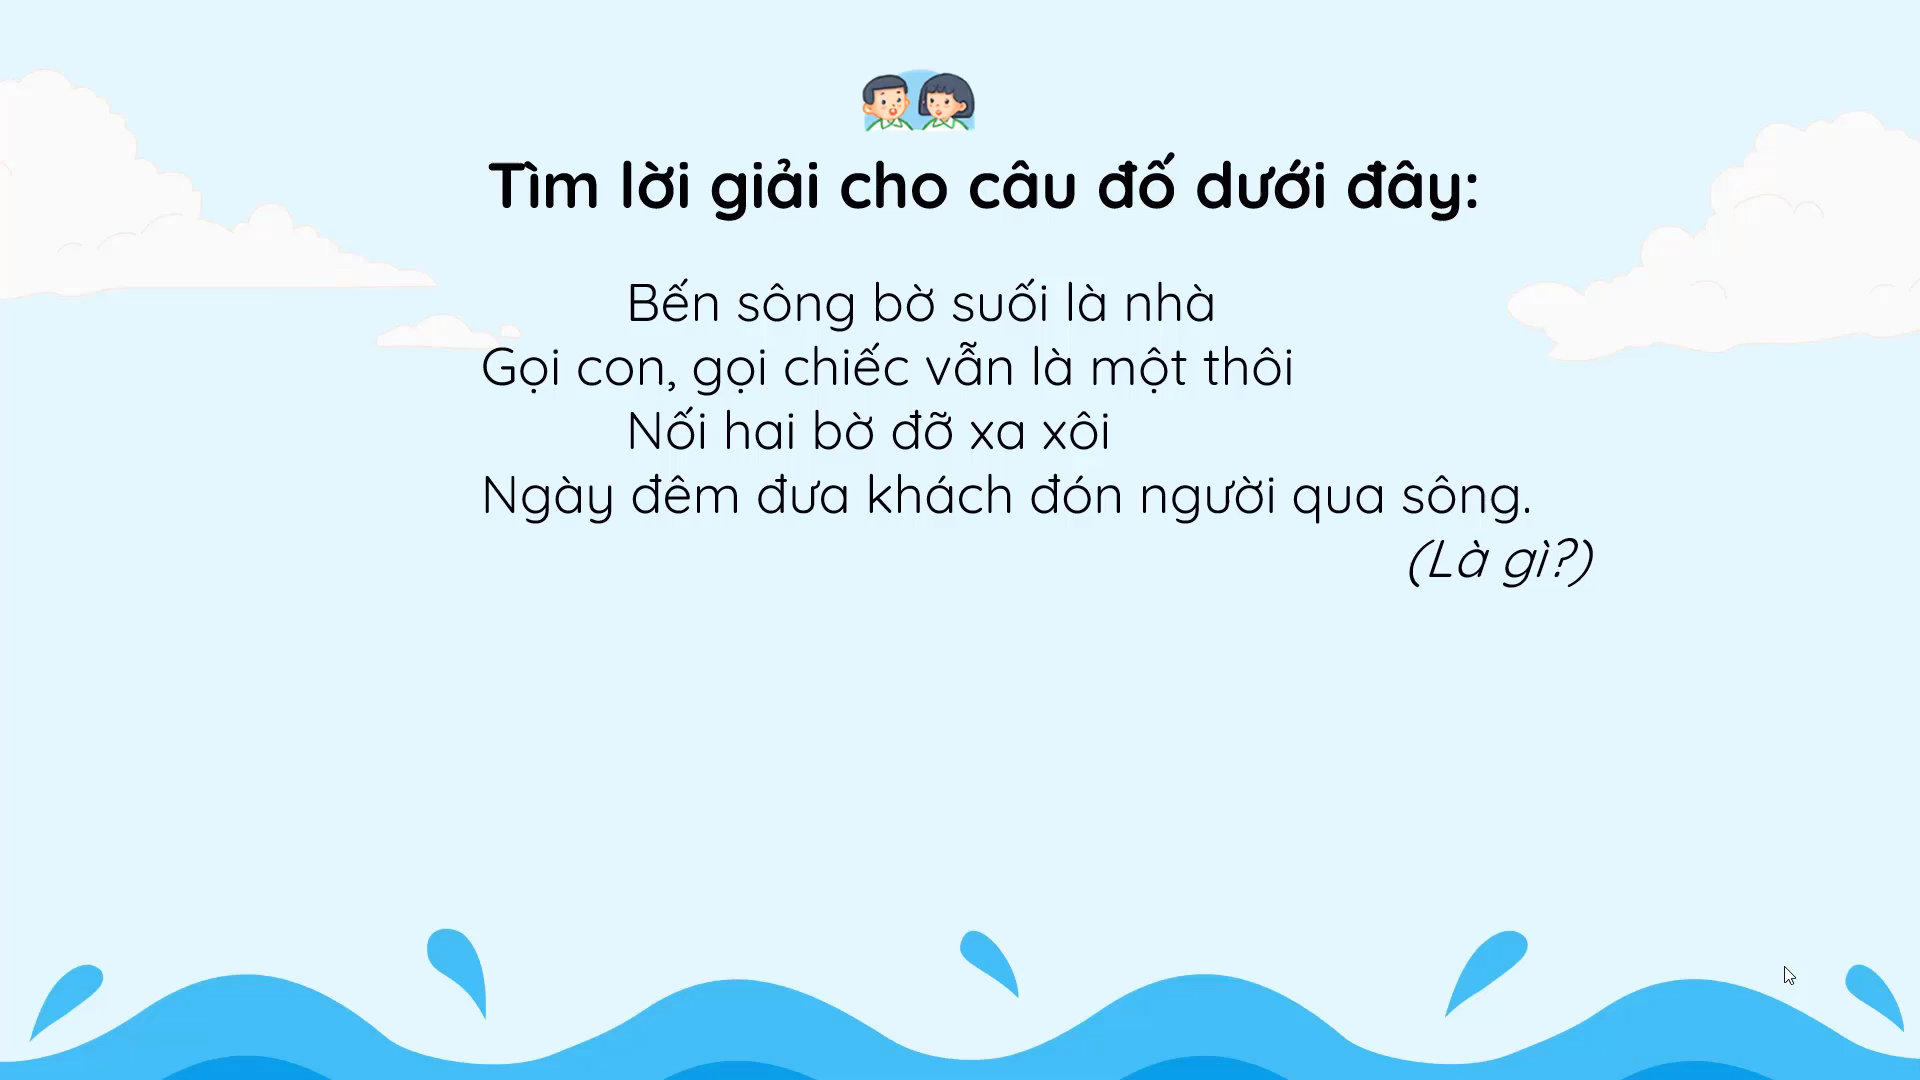 Tìm lời giải cho câu đố dưới đây:
Bến sông bờ suối là nhà
Gọi con, gọi chiếc vẫn là một thôi
Nối hai bờ đỡ xa xôi
Ngày đêm đưa khách đón người qua sông.
(Là gì?)